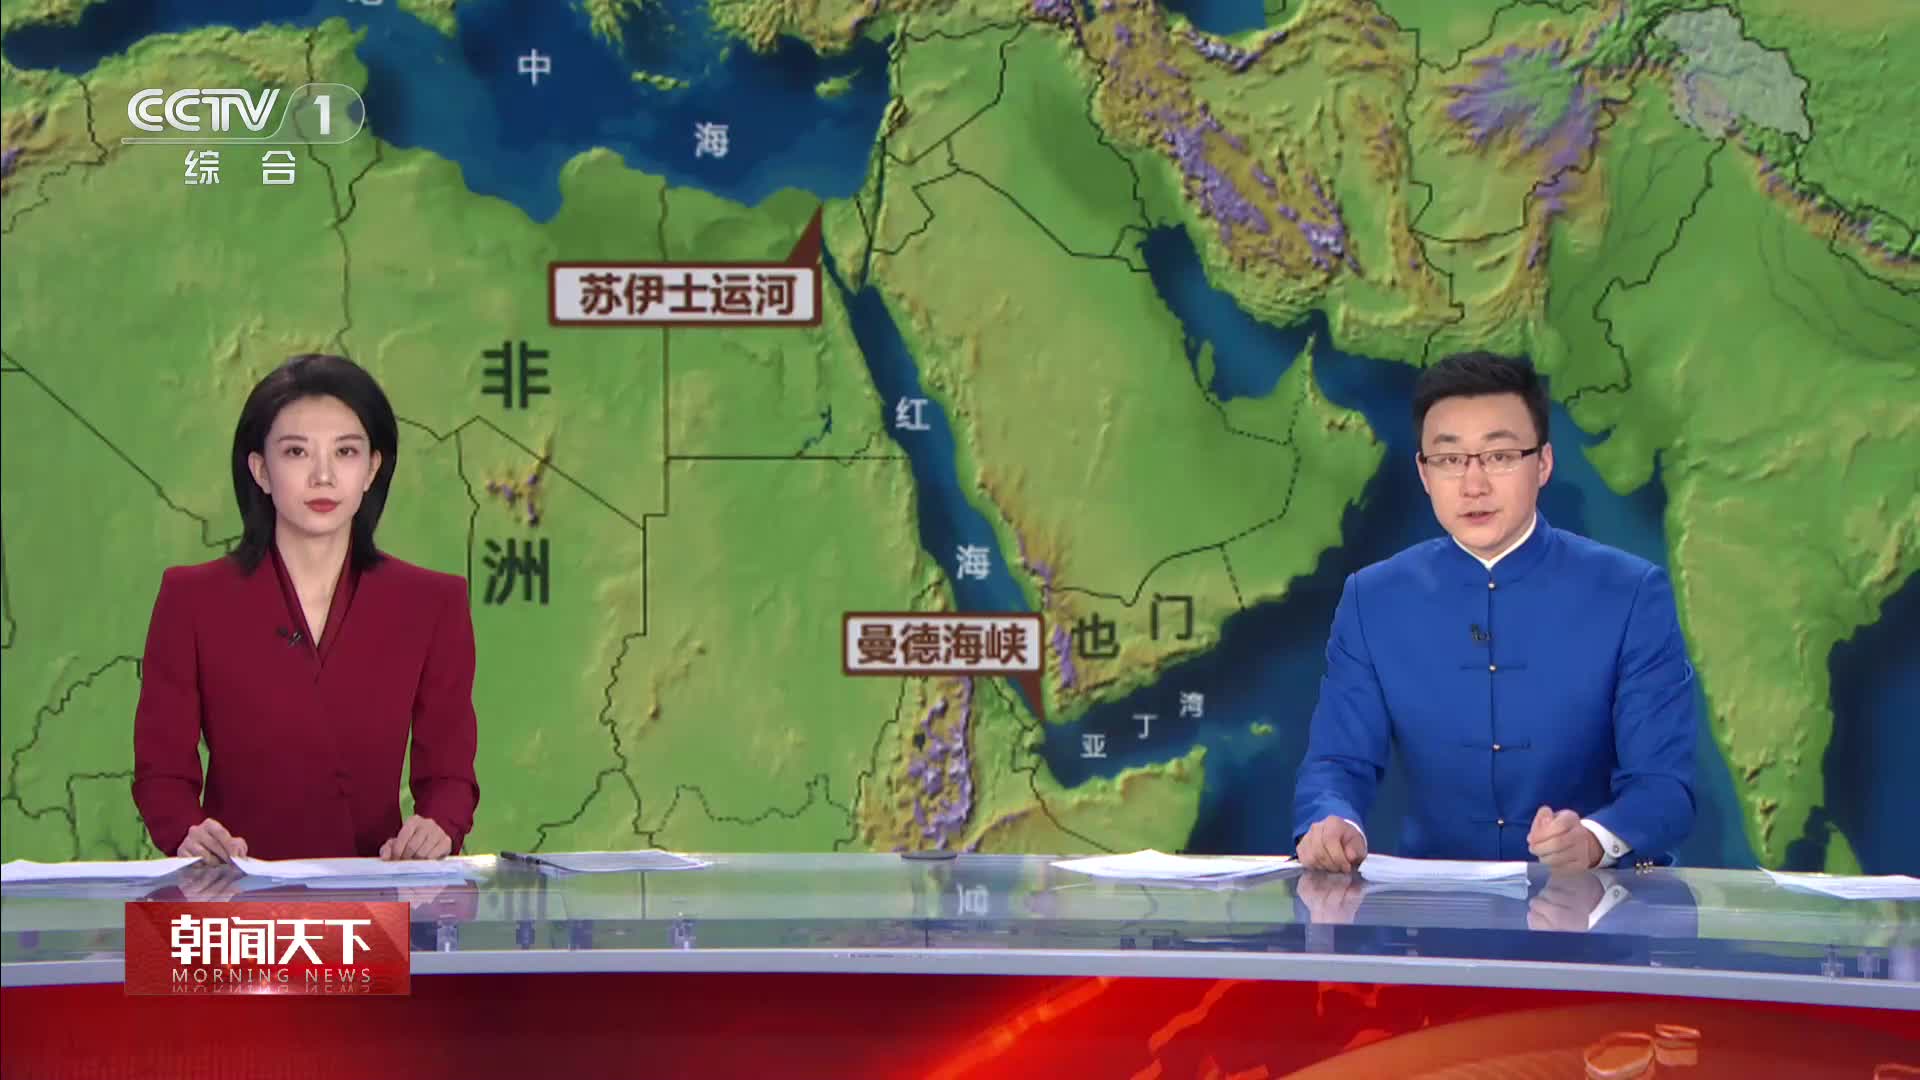 CCTV 1
综合
中海
苏伊士运河
非洲
红海
曼德海峡
也门
亚丁湾
朝闻天下
MORNING NEWS